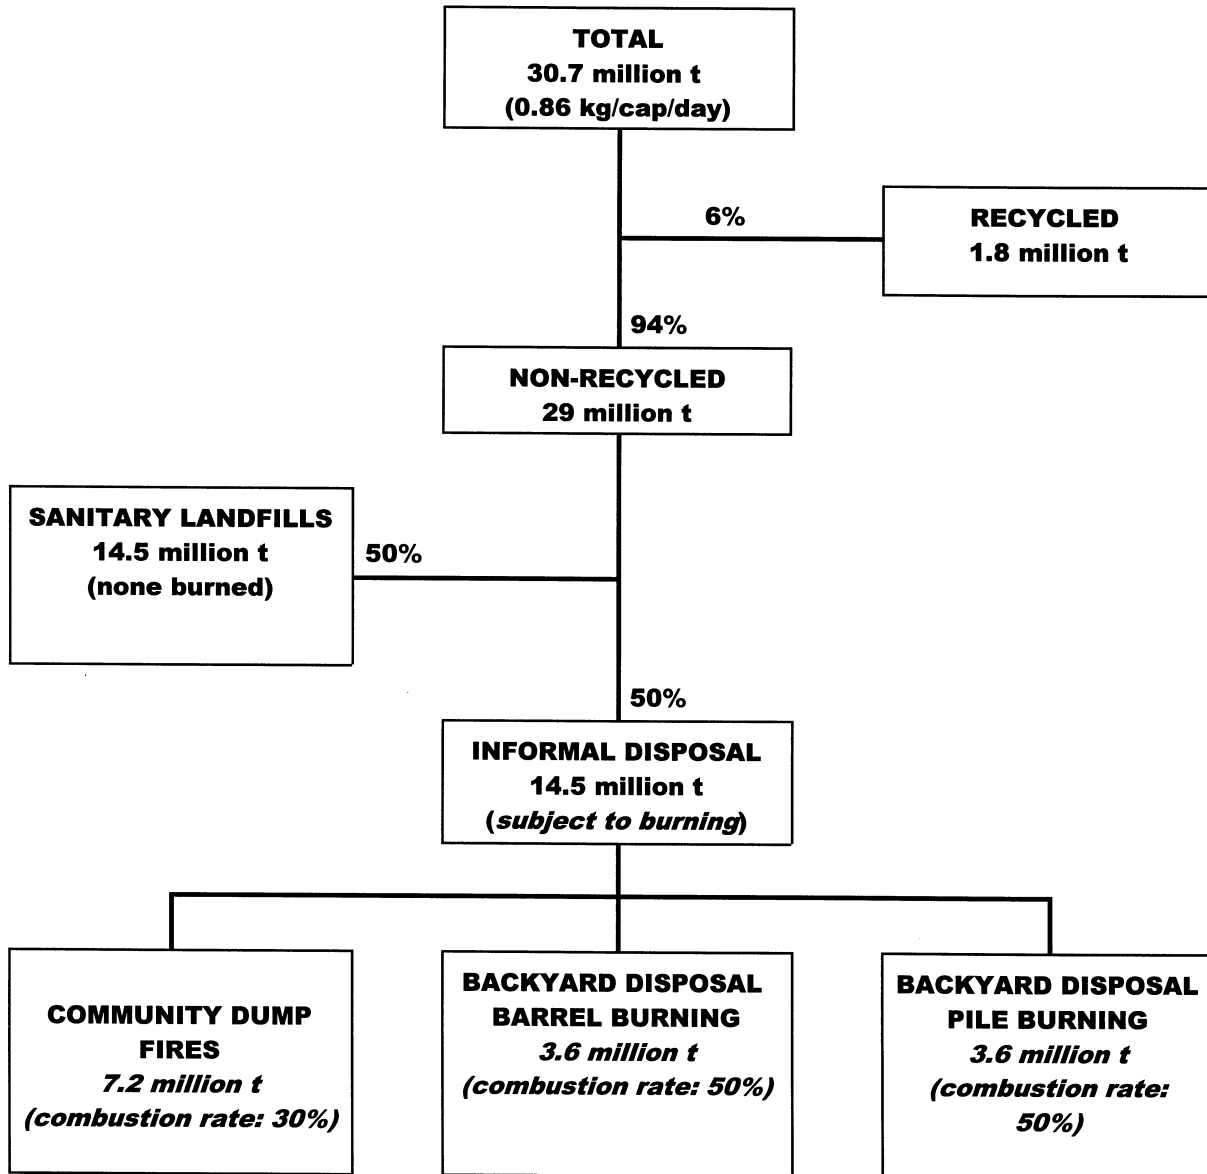 TOTAL
30.7 million t
(0.86 kg/cap/day)
6%
RECYCLED
1.8 million t
94%
NON-RECYCLED
29 million t
SANITARY LANDFILLS
14.5 million t
(none burned)
50%
50%
INFORMAL DISPOSAL
14.5 million t
(subject to burning)
COMMUNITY DUMP
FIRES
7.2 million t
(combustion rate: 30%)
BACKYARD DISPOSAL
BARREL BURNING
3.6 million t
(combustion rate: 50%)
BACKYARD DISPOSAL
PILE BURNING
3.6 million t
(combustion rate:
50%)